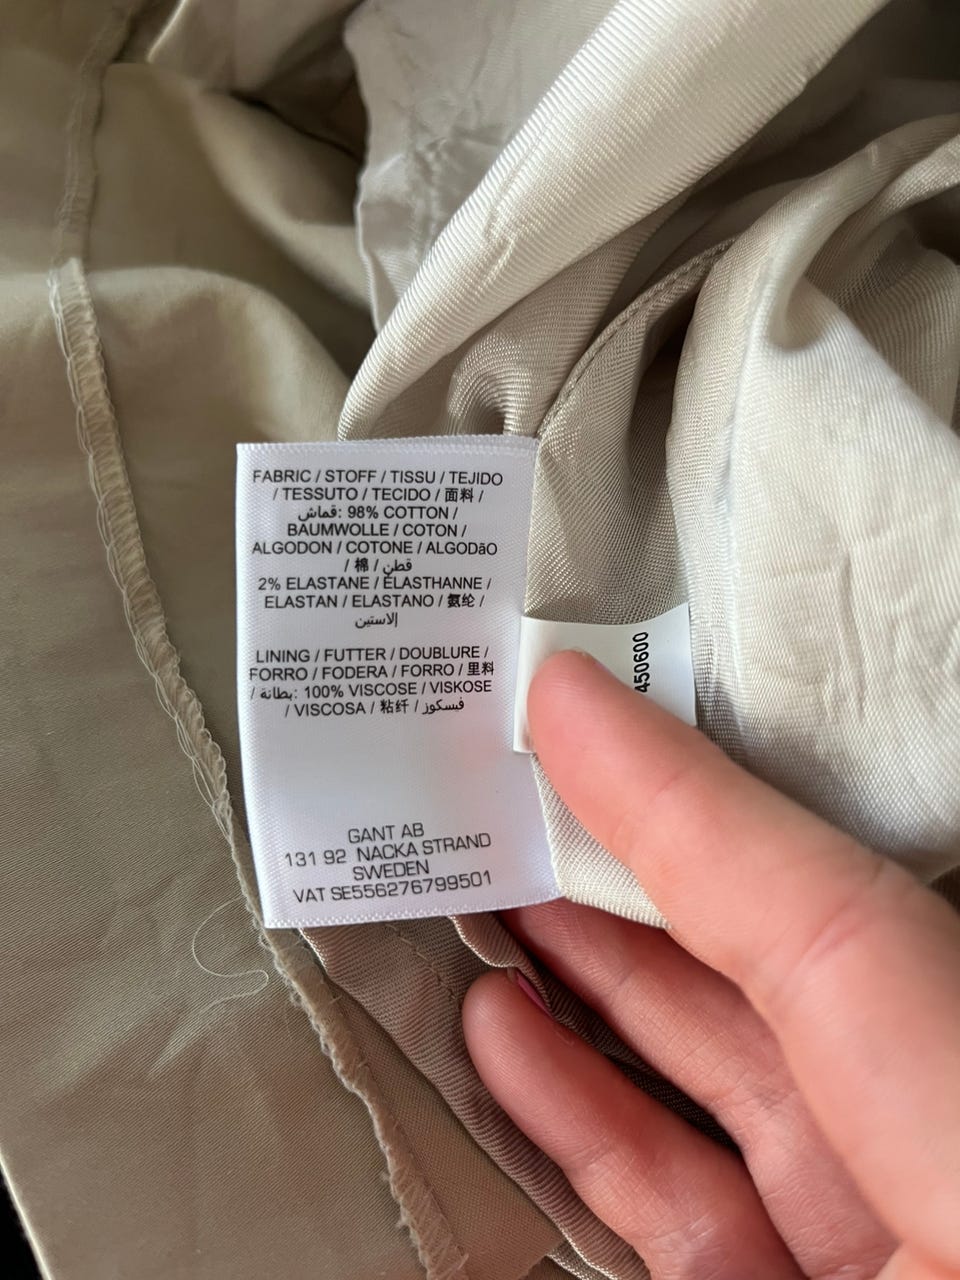 FABRIC / STOFF / TISSU / TEJIDO
/ TESSUTO / TECIDO / 面料 /
قماش: 98% COTTON /
BAUMWOLLE / COTON /
ALGODON / COTONE / ALGODãO
/ 棉 / قطن
2% ELASTANE / ELASTHANNE /
ELASTAN / ELASTANO / 氨纶 /
إلاستين
LINING / FUTTER / DOUBLURE /
FORRO / FODERA / FORRO / 里料
/ بطانة: 100% VISCOSE / VISKOSE
/ VISCOSA / 粘纤 / فيسكوز
GANT AB
131 92 NACKA STRAND
SWEDEN
VAT SE556276799501
450600